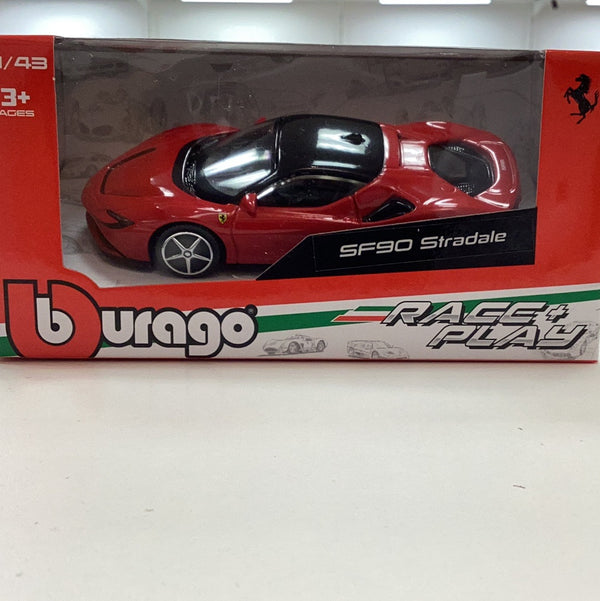 1/43
3+
AGES
SF90 Stradale
burago
RACE+
PLAY